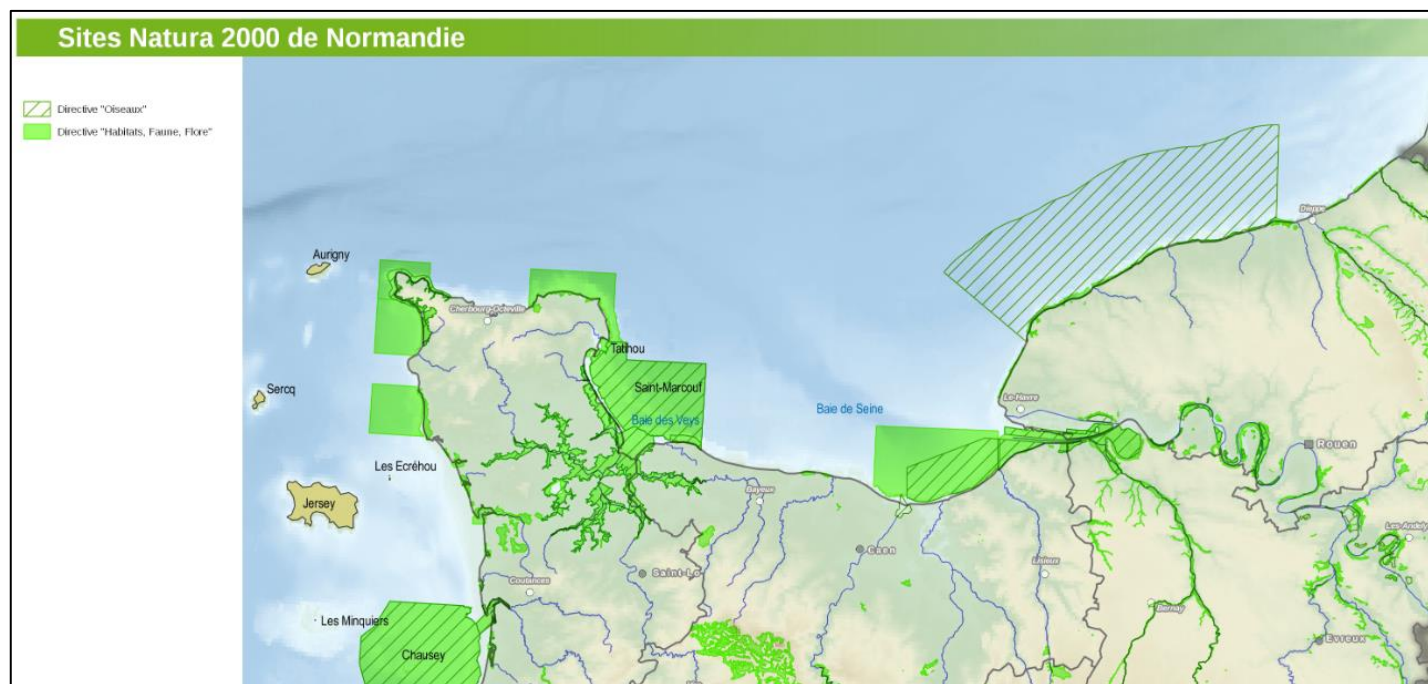 Sites Natura 2000 de Normandie
Directive "Oiseaux"
Directive "Habitats, Faune, Flore"
Dieppe
Aurigny
Cherbourg-Octeville
Tatihou
Sercq
Saint-Marcouf
Le-Havre
Baie de Seine
Baie des Veys
Rouen
Les Ecréhou
Bayeux
Jersey
Les-Andely
Caen
Saint-Lo
Lisieux
Coutances
Bernay
Les Minquiers
Evreux
Chausey